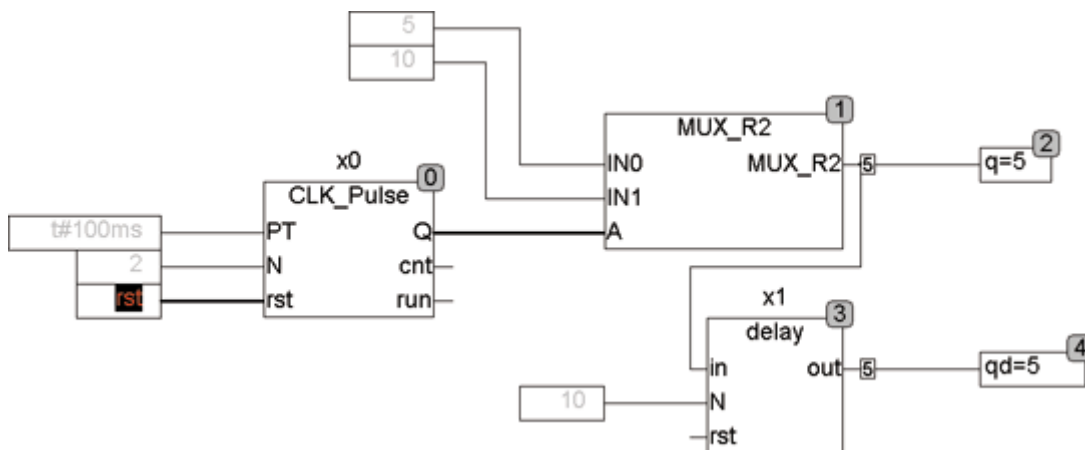 5
10
1
MUX_R2
x0
0
CLK_Pulse
IN0
MUX_R2
5
2
q=5
IN1
t#100ms
PT
Q
A
2
N
cnt
rst
rst
run
x1
3
delay
4
in
out
5
qd=5
10
N
rst